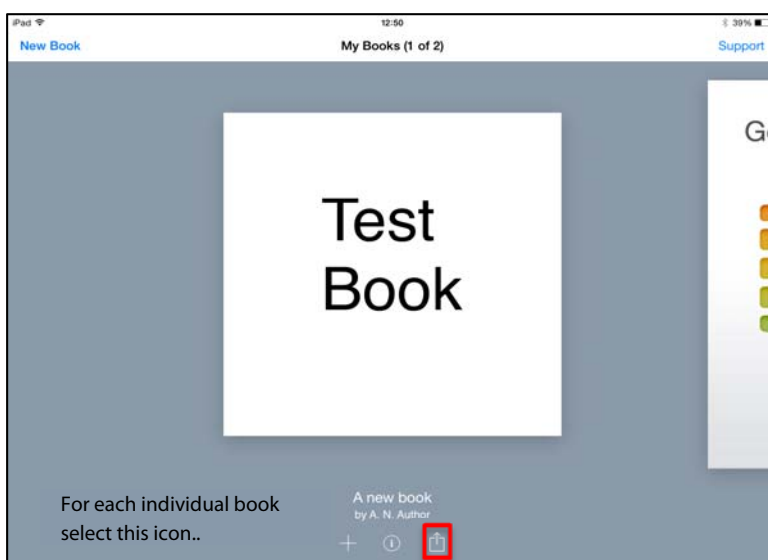 iPad 12:50 39%
New Book My Books (1 of 2) Support
Test
Book
A new book
by A. N. Author
For each individual book
select this icon..